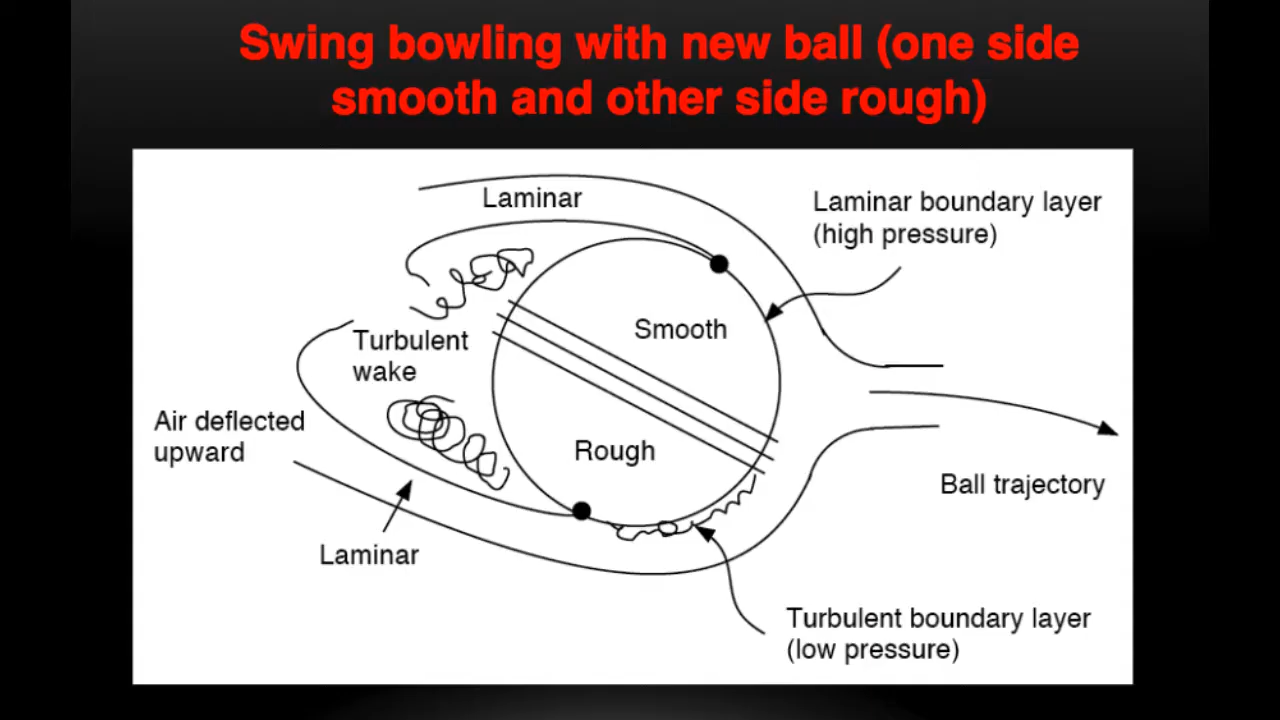 Swing bowling with new ball (one side
smooth and other side rough)
Laminar
Laminar boundary layer
(high pressure)
Smooth
Turbulent
wake
Air deflected
upward
Rough
Ball trajectory
Laminar
Turbulent boundary layer
(low pressure)